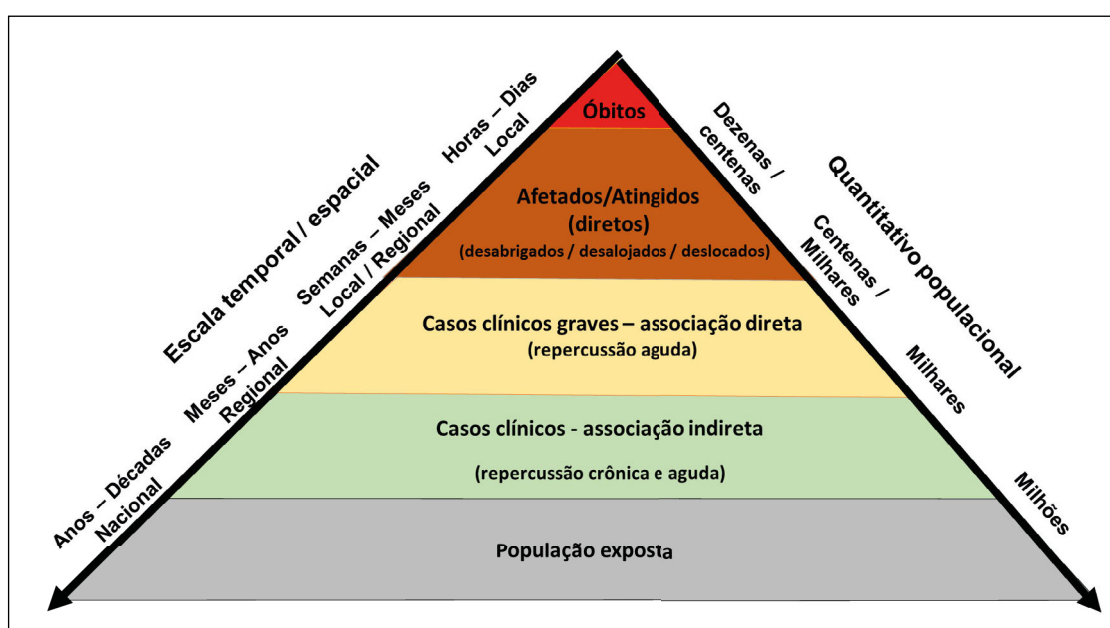 Escala temporal / espacial
Horas – Dias
Local
Semanas – Meses
Local / Regional
Meses – Anos
Regional
Anos – Décadas
Nacional
Óbitos
Afetados/Atingidos
(diretos)
(desabrigados / desalojados / deslocados)
Casos clínicos graves – associação direta
(repercussão aguda)
Casos clínicos - associação indireta
(repercussão crônica e aguda)
População exposta
Quantitativo populacional
Dezenas /
centenas
Centenas /
Milhares
Milhares
Milhões